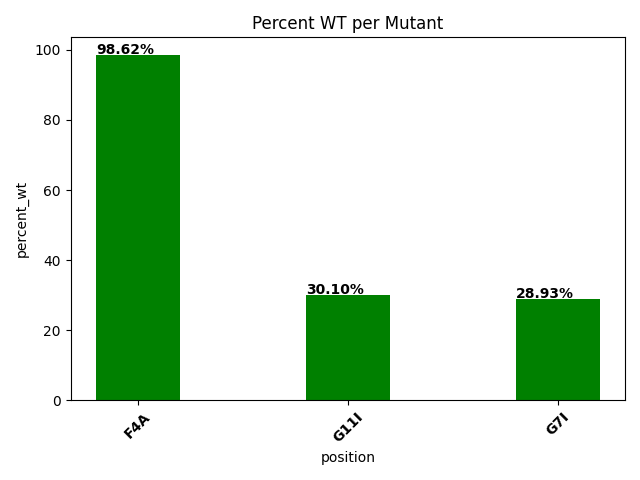 Percent WT per Mutant
percent_wt
100
80
60
40
20
0
98.62%
30.10%
28.93%
F4A
G11I
G7I
position